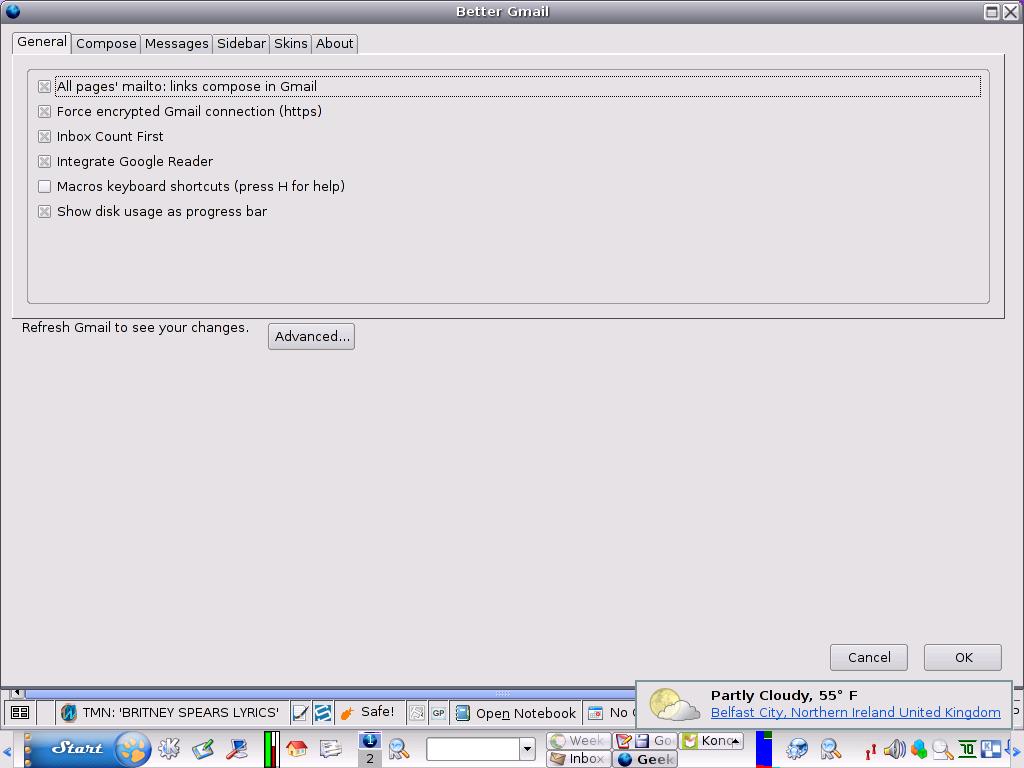 Better Gmail
General Compose Messages Sidebar Skins About
All pages' mailto: links compose in Gmail
Force encrypted Gmail connection (https)
Inbox Count First
Integrate Google Reader
Macros keyboard shortcuts (press H for help)
Show disk usage as progress bar
Refresh Gmail to see your changes.
Advanced...
Cancel OK
Partly Cloudy, 55° F
Belfast City, Northern Ireland United Kingdom
TMN: 'BRITNEY SPEARS LYRICS' Safe! GP Open Notebook No
Start 1 Week Go Konq
2 Inbox Geek